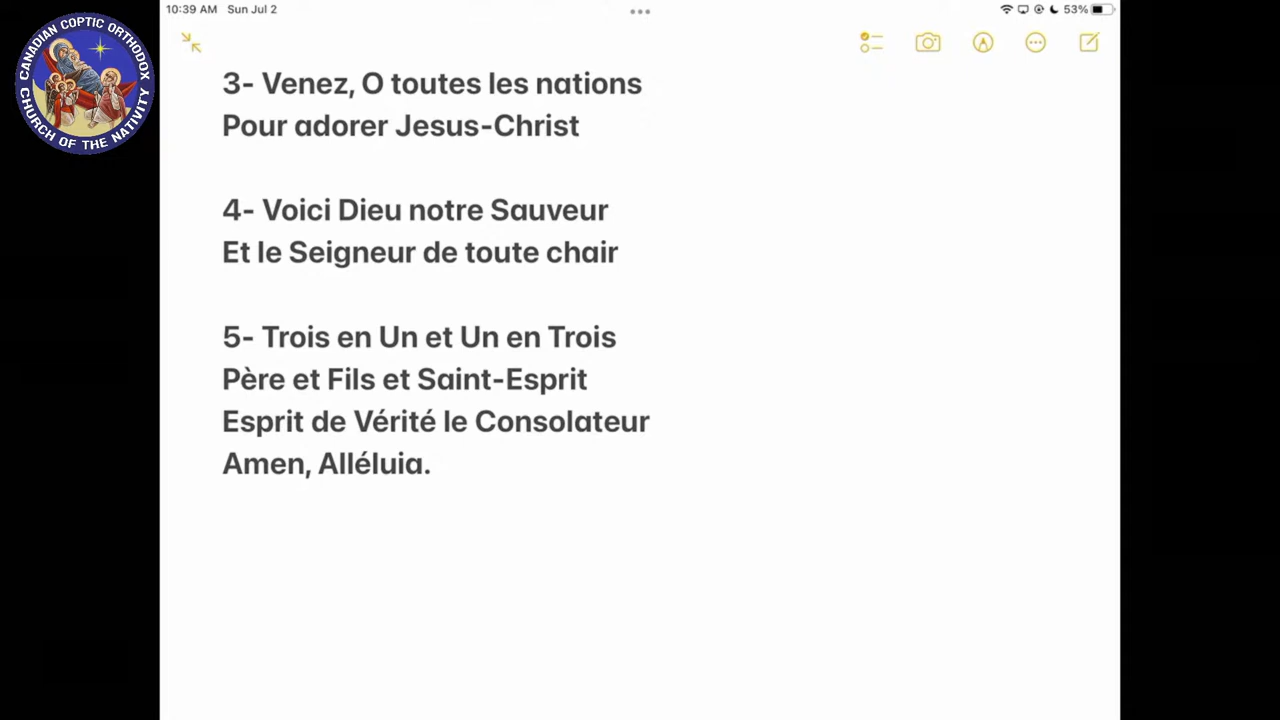 10:39 AM Sun Jul 2
53%
CANADIAN COPTIC ORTHODOX
CHURCH OF THE NATIVITY
3- Venez, O toutes les nations
Pour adorer Jesus-Christ
4- Voici Dieu notre Sauveur
Et le Seigneur de toute chair
5- Trois en Un et Un en Trois
Père et Fils et Saint-Esprit
Esprit de Vérité le Consolateur
Amen, Alléluia.